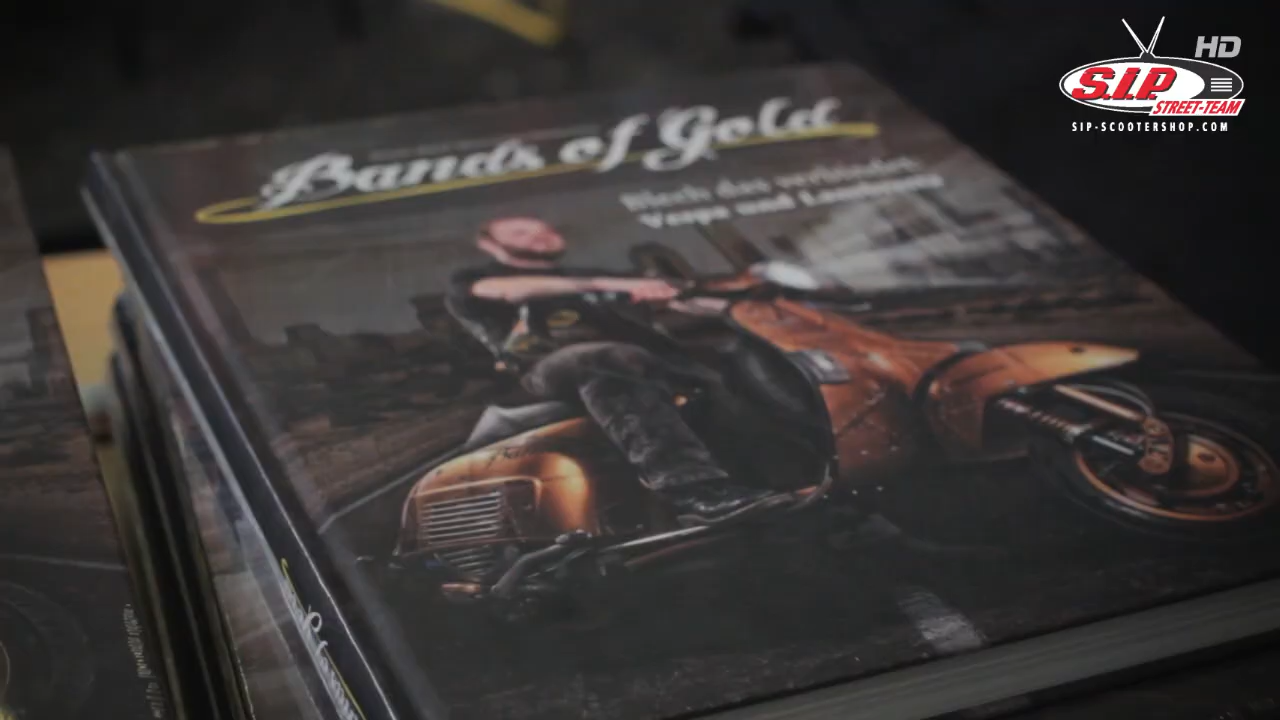 HD
S.I.P.
STREET-TEAM
SIP-SCOOTERSHOP.COM
Bands of Gold
Blech das verbindet
Vespa und Lambretta